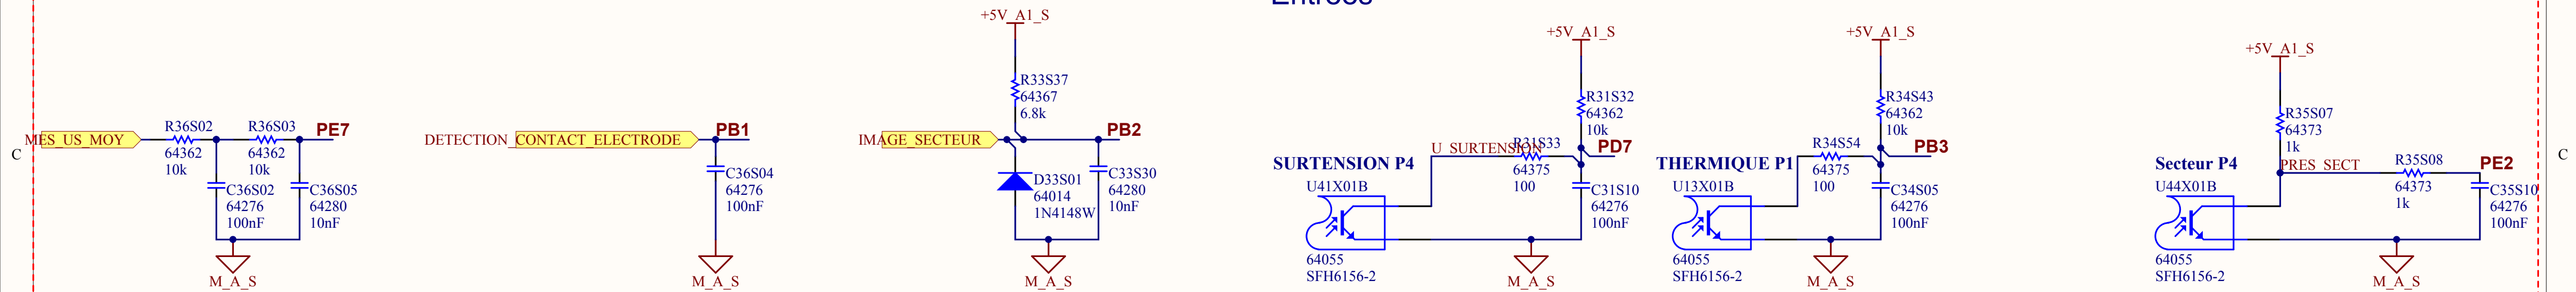 Entrées
C
MES_US_MOY
R36S02
64362
10k
R36S03
64362
10k
PE7
C36S02
64276
100nF
C36S05
64280
10nF
M_A_S
DETECTION_CONTACT_ELECTRODE
PB1
C36S04
64276
100nF
M_A_S
+5V_A1_S
R33S37
64367
6.8k
IMAGE_SECTEUR
PB2
D33S01
64014
1N4148W
C33S30
64280
10nF
M_A_S
+5V_A1_S
R31S32
64362
10k
U_SURTENSION
R31S33
64375
100
PD7
SURTENSION P4
U41X01B
64055
SFH6156-2
C31S10
64276
100nF
M_A_S
+5V_A1_S
R34S43
64362
10k
R34S54
64375
100
PB3
THERMIQUE P1
U13X01B
64055
SFH6156-2
C34S05
64276
100nF
M_A_S
+5V_A1_S
R35S07
64373
1k
PRES_SECT
R35S08
64373
1k
PE2
Secteur P4
U44X01B
64055
SFH6156-2
C35S10
64276
100nF
M_A_S
C